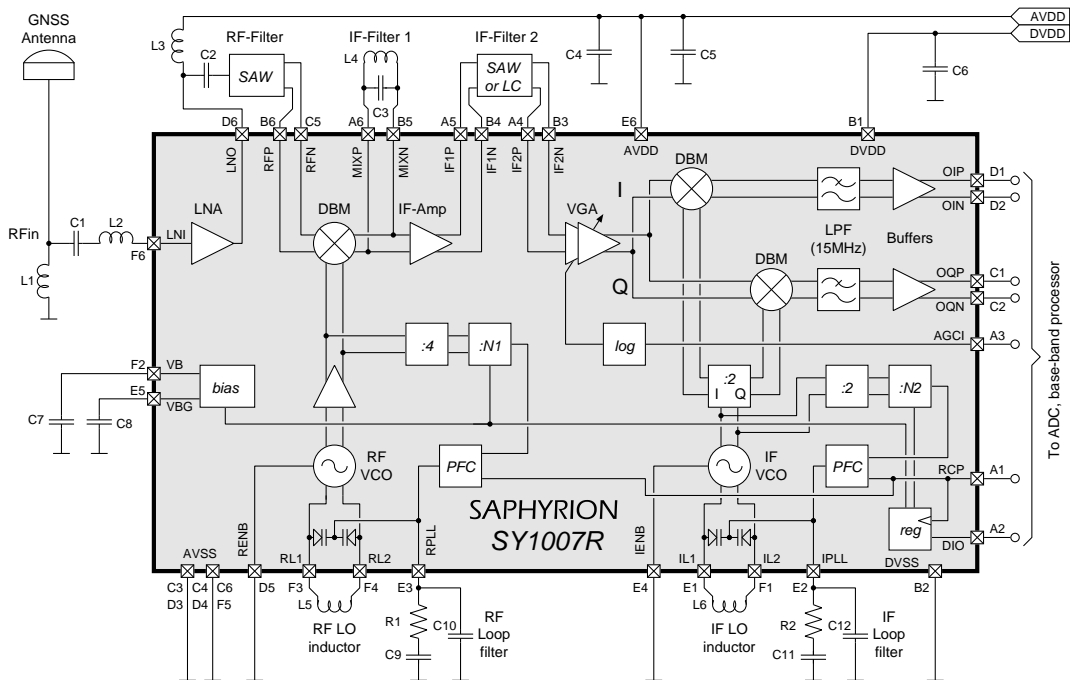 GNSS
Antenna
L3
C2
RF-Filter
SAW
IF-Filter 1
L4
C3
IF-Filter 2
SAW
or LC
C4
C5
C6
AVDD
DVDD
D6
B6
C5
A6
B5
A5
B4
A4
B3
E6
B1
LNO
RFP
RFN
MIXP
MIXN
IF1P
IF1N
IF2P
IF2N
AVDD
DVDD
RFin
C1
L2
L1
LNI
F6
LNA
DBM
IF-Amp
VGA
I
Q
DBM
DBM
LPF
(15MHz)
Buffers
OIP
D1
OIN
D2
OQP
C1
OQN
C2
AGCI
A3
To ADC, base-band processor
:4
:N1
log
:2
I
Q
:2
:N2
F2
VB
E5
VBG
bias
C7
C8
RF
VCO
PFC
IF
VCO
PFC
RCP
A1
reg
DIO
A2
SAPHYRION
SY1007R
AVSS
RENB
RL1
RL2
RPLL
IENB
IL1
IL2
IPLL
DVSS
C3
C4
C6
D3
D4
F5
D5
F3
F4
E3
E4
E1
F1
E2
B2
L5
RF LO
inductor
R1
C10
C9
RF
Loop
filter
L6
IF LO
inductor
R2
C12
C11
IF
Loop
filter